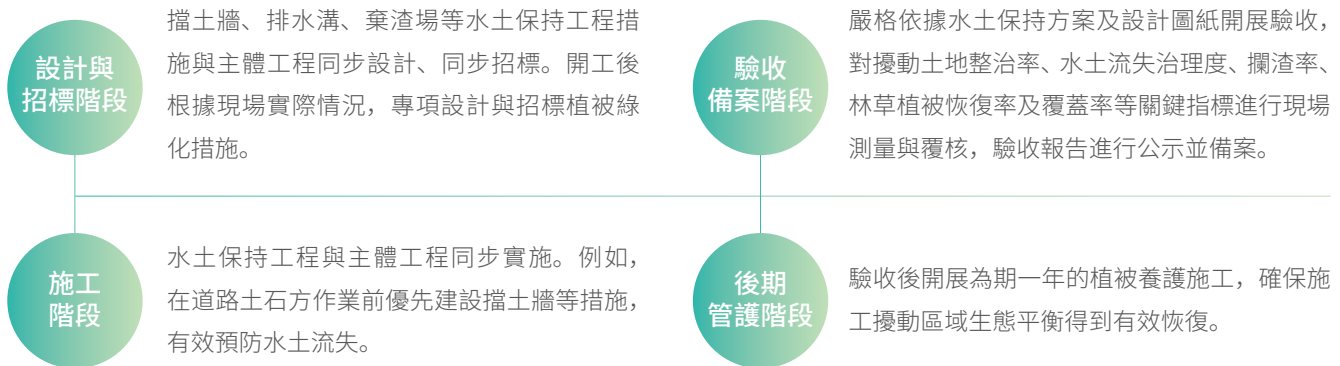 設計與
招標階段
擋土牆、排水溝、棄渣場等水土保持工程措
施與主體工程同步設計、同步招標。開工後
根據現場實際情況，專項設計與招標植被綠
化措施。
施工
階段
水土保持工程與主體工程同步實施。例如，
在道路土石方作業前優先建設擋土牆等措施，
有效預防水土流失。
驗收
備案階段
嚴格依據水土保持方案及設計圖紙開展驗收，
對擾動土地整治率、水土流失治理度、攔渣率、
林草植被恢復率及覆蓋率等關鍵指標進行現場
測量與覆核，驗收報告進行公示並備案。
後期
管護階段
驗收後開展為期一年的植被養護施工，確保施
工擾動區域生態平衡得到有效恢復。